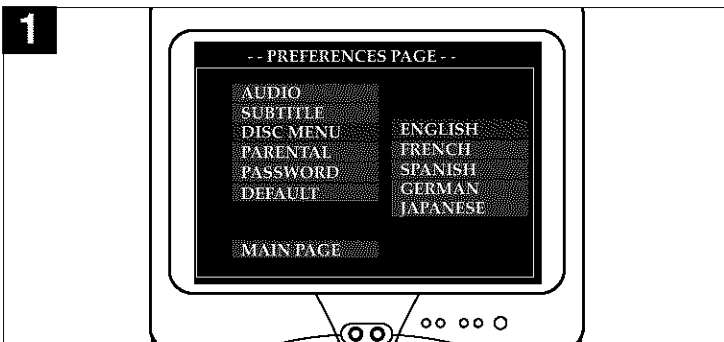 1
- - PREFERENCES PAGE - -
AUDIO
SUBTITLE
DISC MENU
PARENTAL
PASSWORD
DEFAULT
ENGLISH
FRENCH
SPANISH
GERMAN
JAPANESE
MAIN PAGE